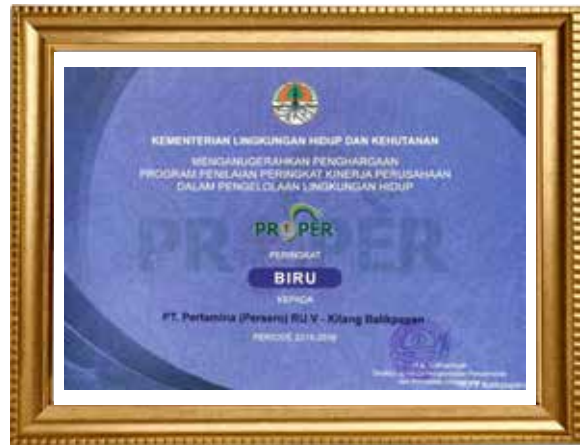 KEMENTERIAN LINGKUNGAN HIDUP DAN KEHUTANAN
MENGANUGERAHKAN PENGHARGAAN
PROGRAM PENILAIAN PERINGKAT KINERJA PERUSAHAAN
DALAM PENGELOLAAN LINGKUNGAN HIDUP
PROPER
PERINGKAT
BIRU
KEPADA
PT. Pertamina (Persero) RU V - Kilang Balikpapan
PERIODE